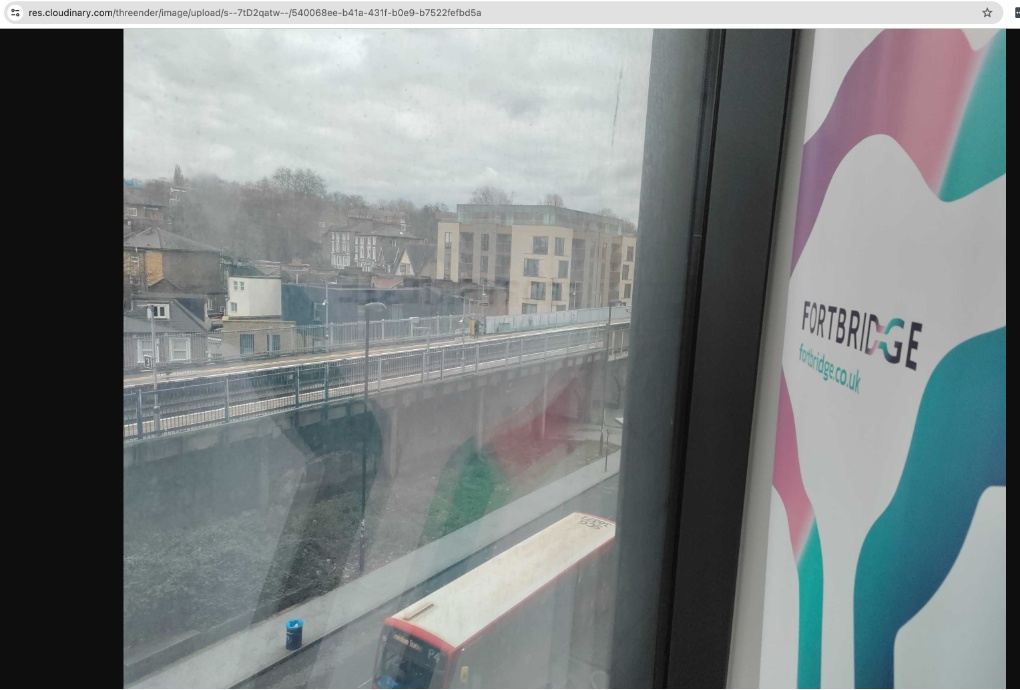 res.cloudinary.com/threender/image/upload/s--7tD2qatw--/540068ee-b41a-431f-b0e9-b7522fefbd5a
FORTBRIDGE
fortbridge.co.uk
P4